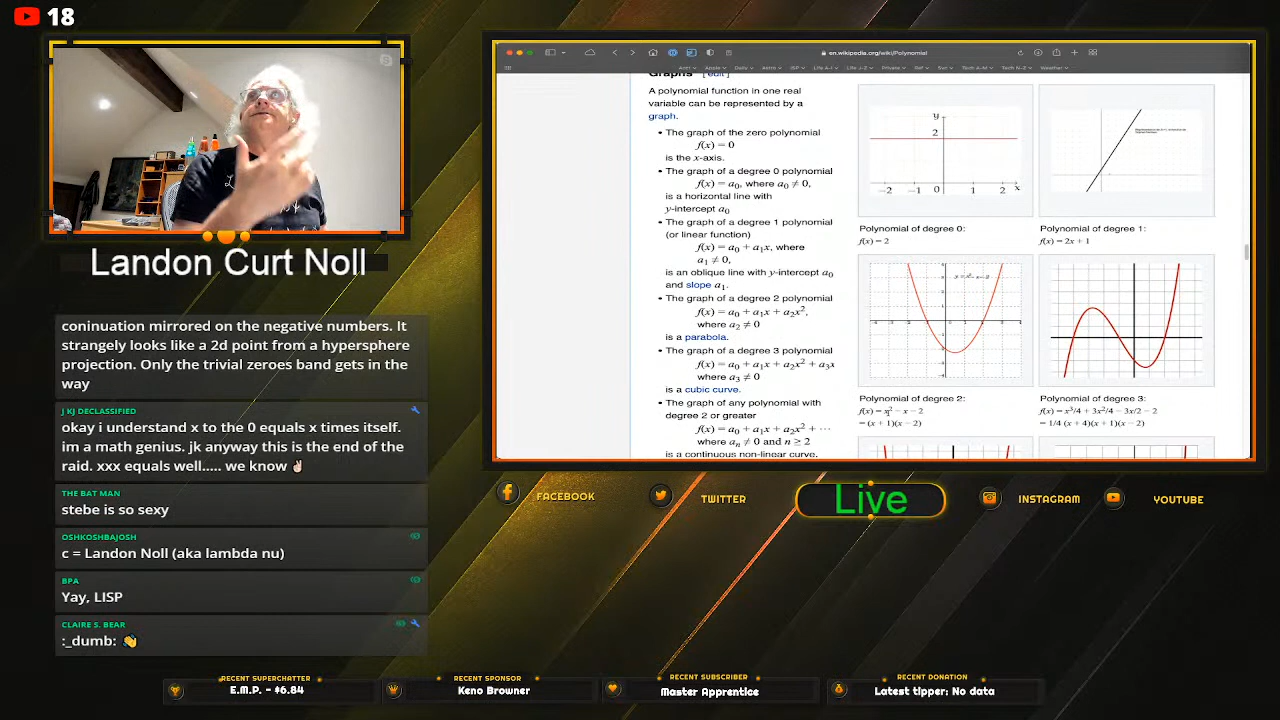 18
Landon Curt Noll
coninuation mirrored on the negative numbers. It
strangely looks like a 2d point from a hypersphere
projection. Only the trivial zeroes band gets in the
way
J KJ DECLASSIFIED
okay i understand x to the 0 equals x times itself.
im a math genius. jk anyway this is the end of the
raid. xxx equals well..... we know ✌🏻
THE BAT MAN
stebe is so sexy
OSHKOSHBAJOSH
c = Landon Noll (aka lambda nu)
BPA
Yay, LISP
CLAIRE S. BEAR
:_dumb: 👏
en.wikipedia.org/wiki/Polynomial
Graphs [edit]
A polynomial function in one real
variable can be represented by a
graph.
• The graph of the zero polynomial
f(x) = 0
is the x-axis.
• The graph of a degree 0 polynomial
f(x) = a₀, where a₀ ≠ 0,
is a horizontal line with
y-intercept a₀
• The graph of a degree 1 polynomial
(or linear function)
f(x) = a₀ + a₁x, where
a₁ ≠ 0,
is an oblique line with y-intercept a₀
and slope a₁.
• The graph of a degree 2 polynomial
f(x) = a₀ + a₁x + a₂x²,
where a₂ ≠ 0
is a parabola.
• The graph of a degree 3 polynomial
f(x) = a₀ + a₁x + a₂x² + a₃x
where a₃ ≠ 0
is a cubic curve.
• The graph of any polynomial with
degree 2 or greater
f(x) = a₀ + a₁x + a₂x² + ⋯
where aₙ ≠ 0 and n ≥ 2
is a continuous non-linear curve.
y
2
−2 −1 0 1 2 x
Polynomial of degree 0:
f(x) = 2
Polynomial of degree 1:
f(x) = 2x + 1
y = x² - x - 2
Polynomial of degree 2:
f(x) = x² − x − 2
= (x + 1)(x − 2)
Polynomial of degree 3:
f(x) = x³/4 + 3x²/4 − 3x/2 − 2
= 1/4 (x + 4)(x + 1)(x − 2)
FACEBOOK
TWITTER
Live
INSTAGRAM
YOUTUBE
RECENT SUPERCHATTER
E.M.P. - $6.84
RECENT SPONSOR
Keno Browner
RECENT SUBSCRIBER
Master Apprentice
RECENT DONATION
Latest tipper: No data